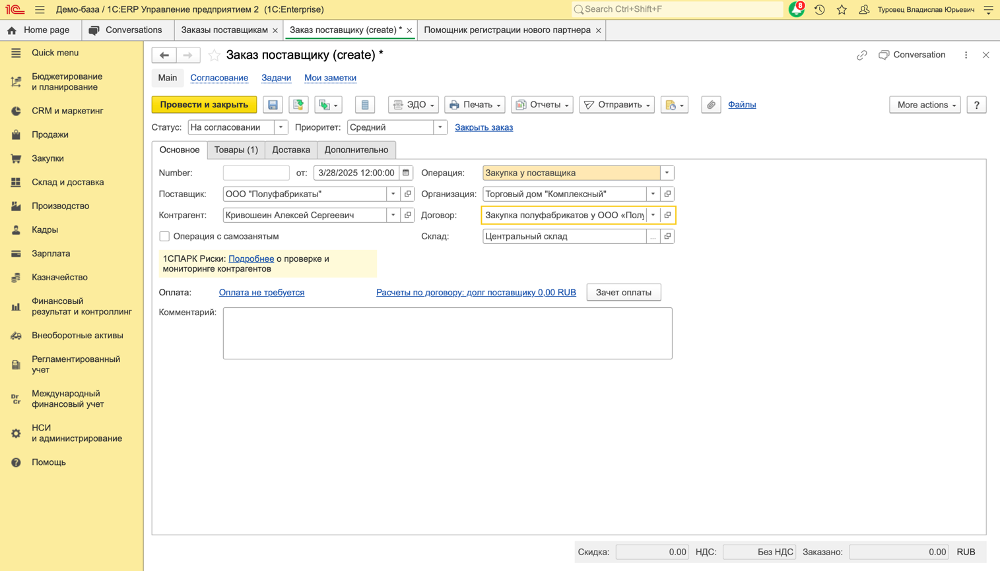 Демо-база / 1C:ERP Управление предприятием 2 (1C:Enterprise)
Search Ctrl+Shift+F
8
Туровец Владислав Юрьевич
Home page
Conversations
Заказы поставщикам
Заказ поставщику (create) *
Помощник регистрации нового партнера
Quick menu
Бюджетирование
и планирование
CRM и маркетинг
Продажи
Закупки
Склад и доставка
Производство
Кадры
Зарплата
Казначейство
Финансовый
результат и контроллинг
Внеоборотные активы
Регламентированный
учет
Международный
финансовый учет
НСИ
и администрирование
Помощь
Заказ поставщику (create) *
Conversation
Main
Согласование
Задачи
Мои заметки
Провести и закрыть
ЭДО
Печать
Отчеты
Отправить
Файлы
More actions
?
Статус:
На согласовании
Приоритет:
Средний
Закрыть заказ
Основное
Товары (1)
Доставка
Дополнительно
Number:
от:
3/28/2025 12:00:00
Операция:
Закупка у поставщика
Поставщик:
ООО "Полуфабрикаты"
Организация:
Торговый дом "Комплексный"
Контрагент:
Кривошеин Алексей Сергеевич
Договор:
Закупка полуфабрикатов у ООО «Полу
Операция с самозанятым
Склад:
Центральный склад
...
1СПАРК Риски: Подробнее о проверке и
мониторинге контрагентов
Оплата:
Оплата не требуется
Расчеты по договору: долг поставщику 0,00 RUB
Зачет оплаты
Комментарий:
Скидка:
0.00
НДС:
Без НДС
Заказано:
0.00
RUB